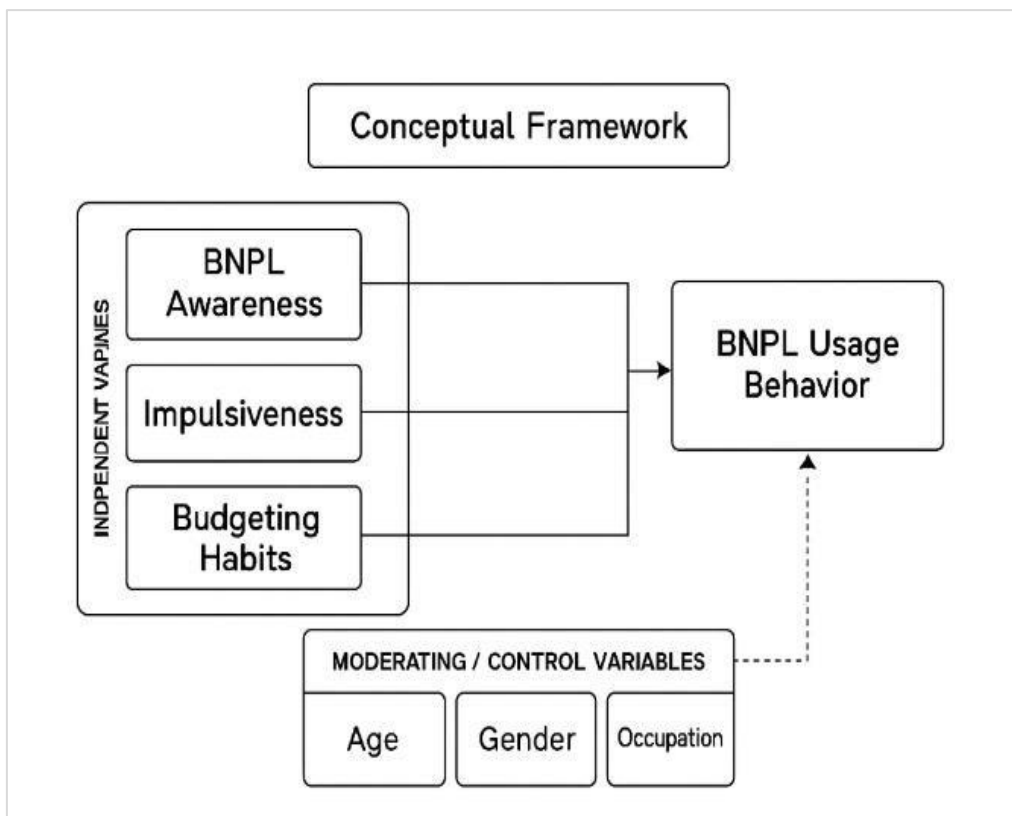 Conceptual Framework
INDPENDENT VAPINES
BNPL
Awareness
Impulsiveness
Budgeting
Habits
BNPL Usage
Behavior
MODERATING / CONTROL VARIABLES
Age
Gender
Occupation